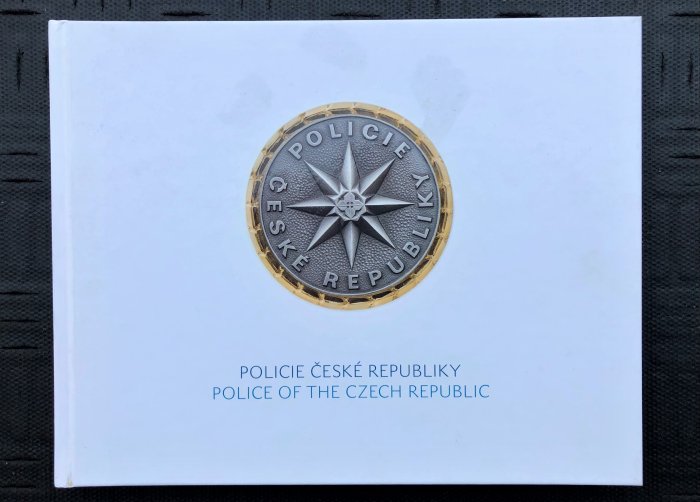 POLICIE
ČESKÉ REPUBLIKY
POLICIE ČESKÉ REPUBLIKY
POLICE OF THE CZECH REPUBLIC